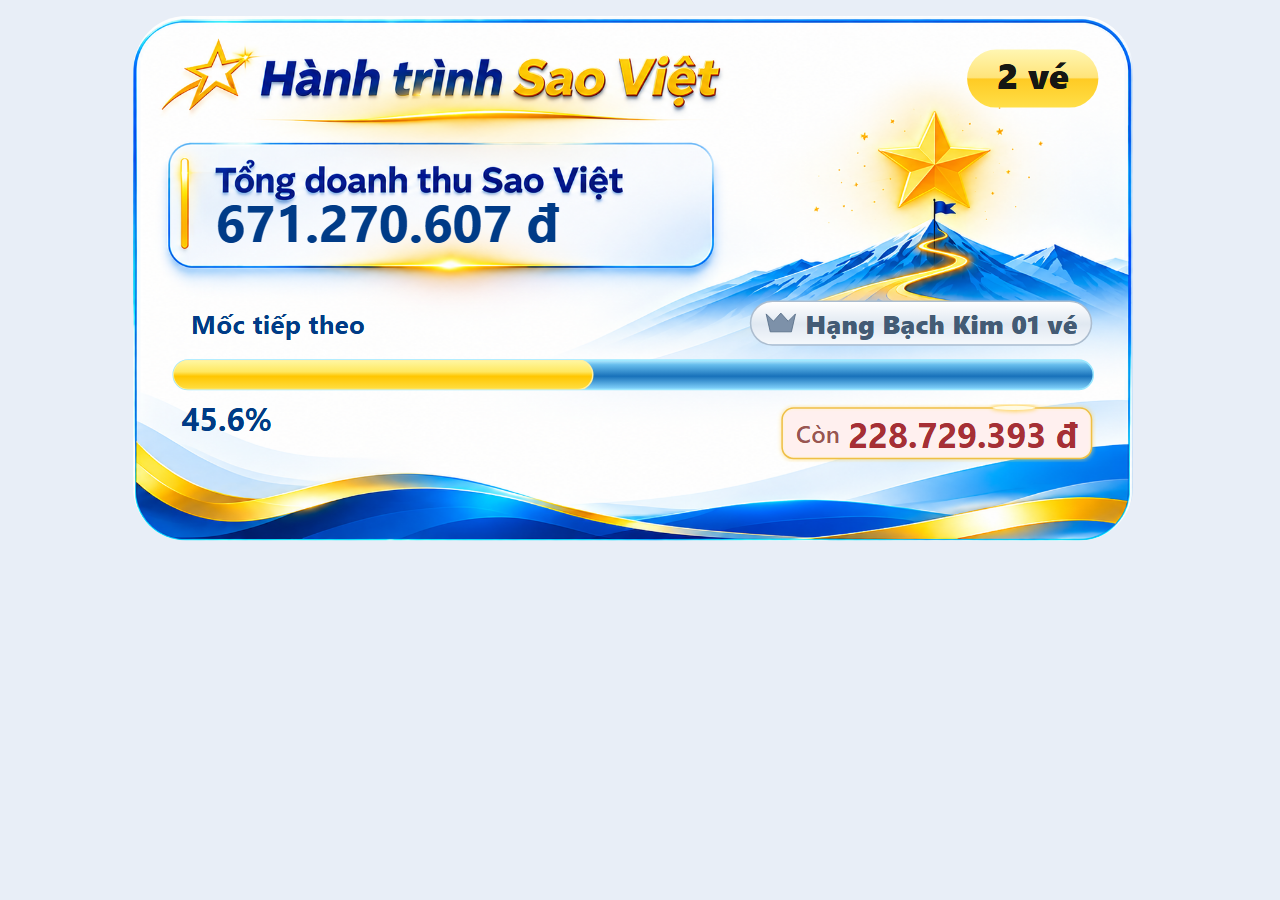 Hành trình Sao Việt
2 vé
Tổng doanh thu Sao Việt
671.270.607 đ
Mốc tiếp theo
Hạng Bạch Kim 01 vé
45.6%
Còn 228.729.393 đ